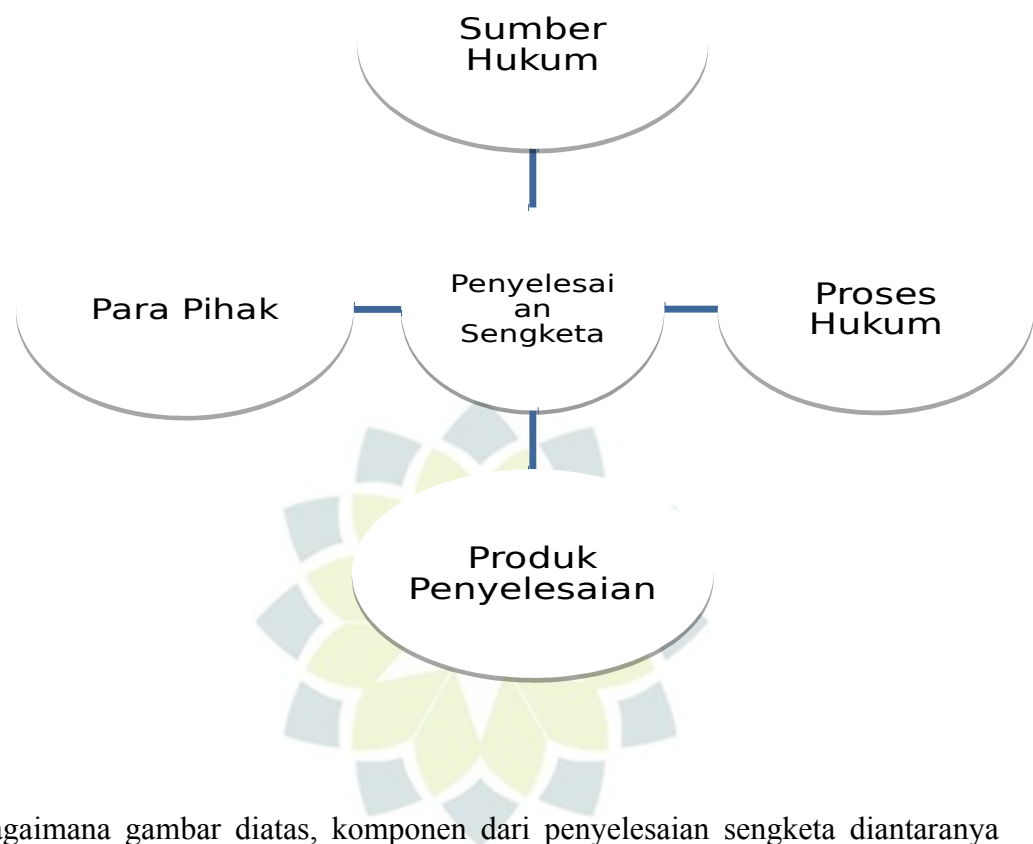 Sumber
Hukum
Para Pihak
Penyelesai
an
Sengketa
Proses
Hukum
Produk
Penyelesaian
agaimana gambar diatas, komponen dari penyelesaian sengketa diantaranya